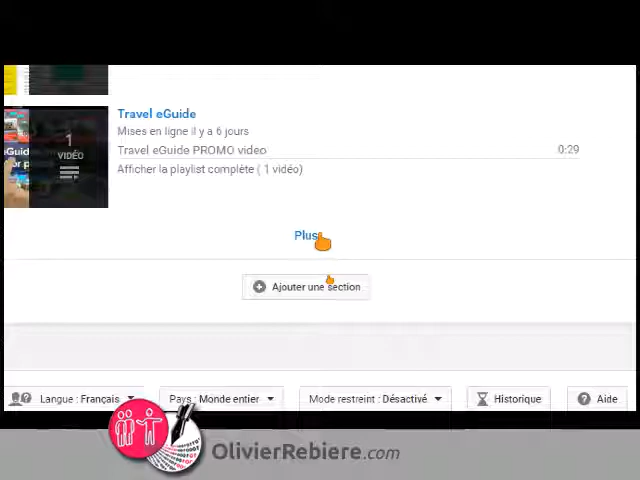 Travel eGuide
Mises en ligne il y a 6 jours
1
VIDÉO
Travel eGuide PROMO video 0:29
Afficher la playlist complète ( 1 vidéo)
Plus
Ajouter une section
Langue : Français Pays : Monde entier Mode restreint : Désactivé Historique Aide
OlivierRebiere.com